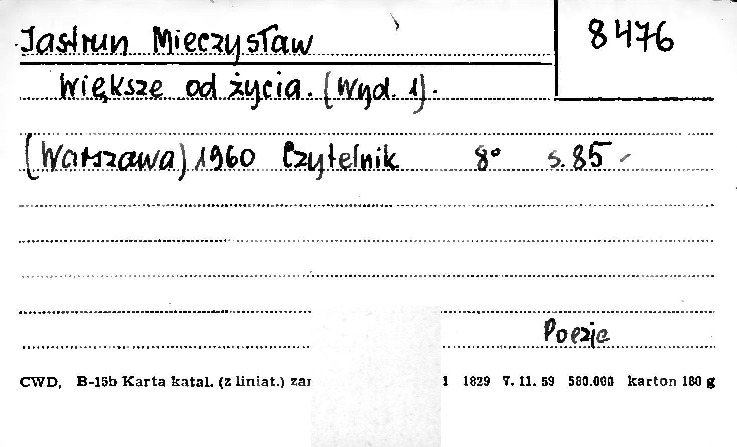 Jastrun Mieczysław 8476
Większe od życia. (Wyd. 1).
(Warszawa) 1960 Czytelnik 8° s. 85
Poezje
CWD, B-15b Karta katal. (z liniat.) zar 1 1829 7. 11. 59 580.000 karton 180 g